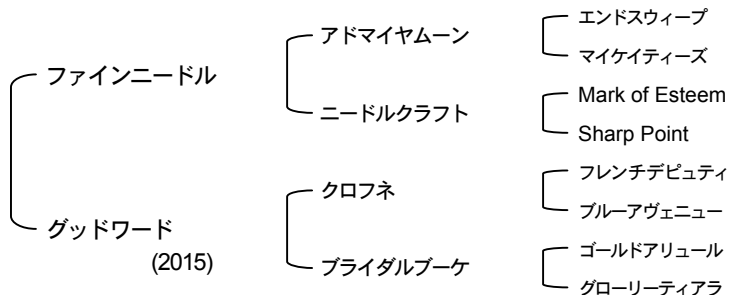 ファインニードル
アドマイヤムーン
エンドスウィープ
マイケイティーズ
ニードルクラフト
Mark of Esteem
Sharp Point
グッドワード
(2015)
クロフネ
フレンチデピュティ
ブルーアヴェニュー
ブライダルブーケ
ゴールドアリュール
グローリーティアラ